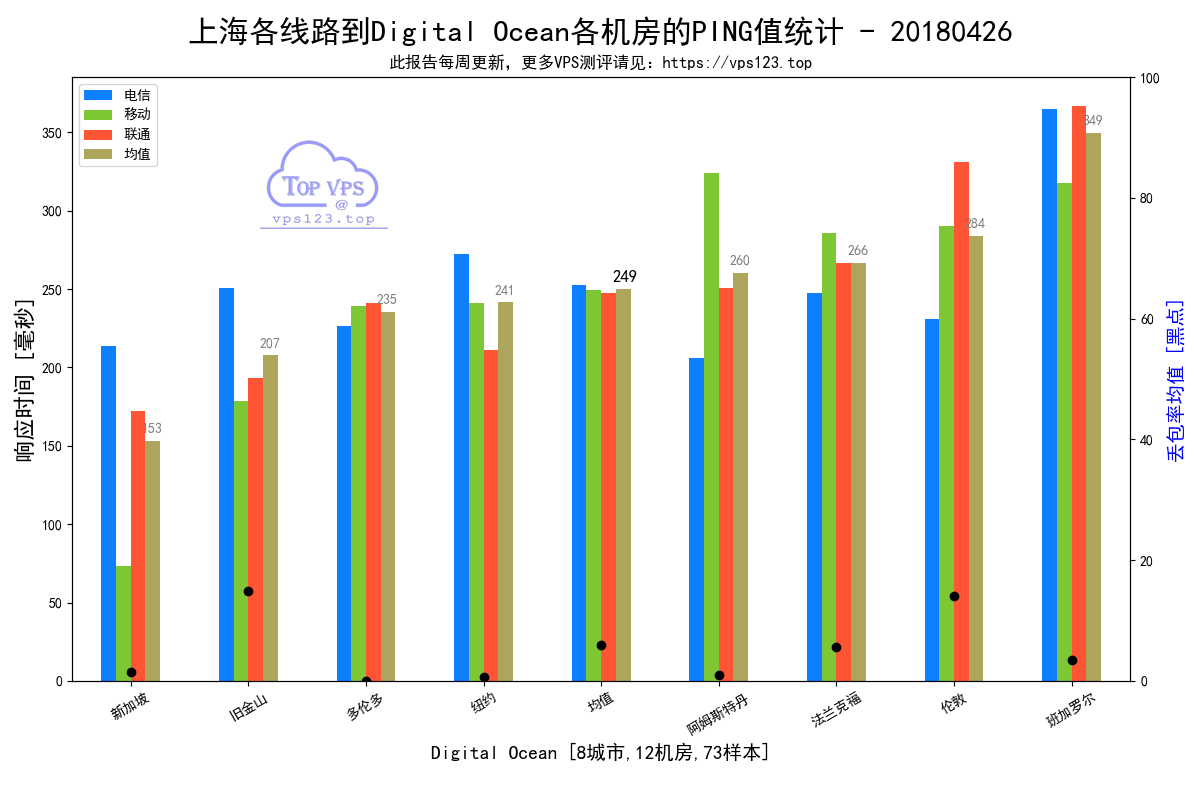 上海各线路到Digital Ocean各机房的PING值统计 - 20180426
此报告每周更新，更多VPS测评请见：https://vps123.top
电信
移动
联通
均值
TOP VPS
@
vps123.top
响应时间 [毫秒]
350
300
250
200
150
100
50
0
153
207
235
241
249
260
266
284
349
100
80
60
40
20
0
丢包率均值 [黑点]
新加坡
旧金山
多伦多
纽约
均值
阿姆斯特丹
法兰克福
伦敦
班加罗尔
Digital Ocean [8城市,12机房,73样本]